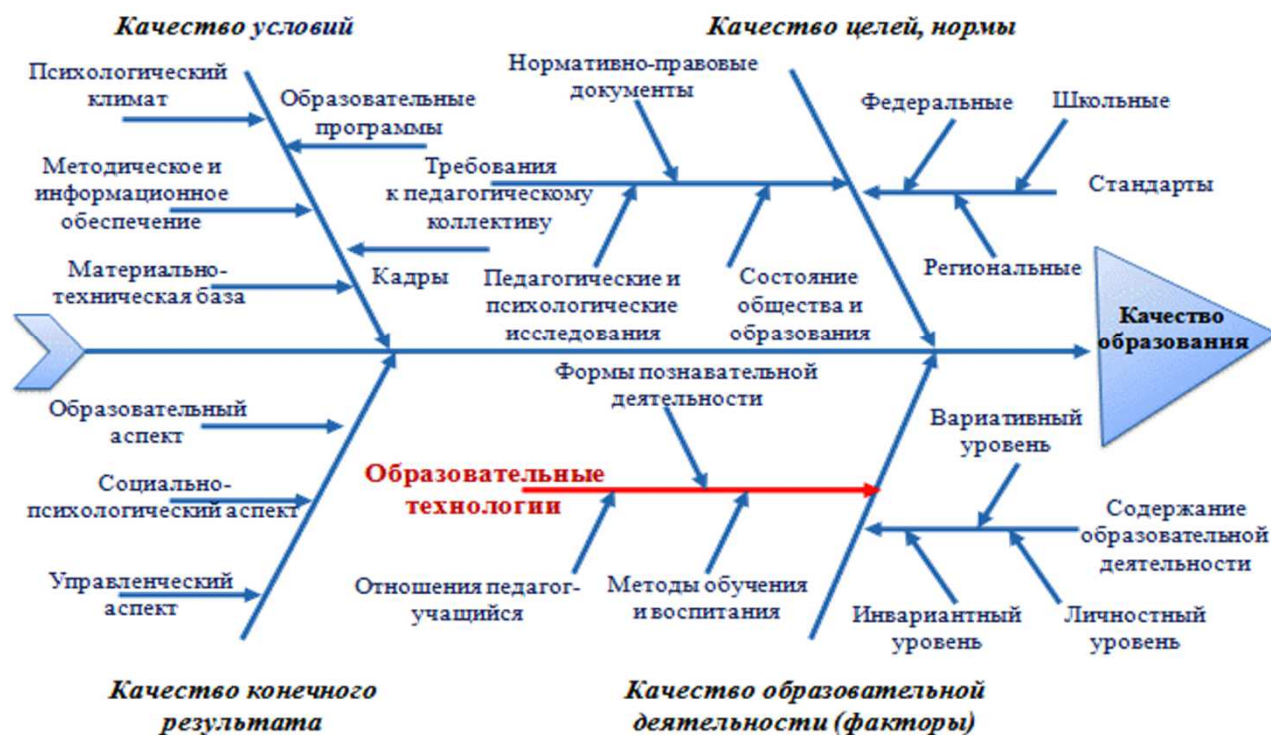 Качество условий
Качество целей, нормы
Психологический
климат
Образовательные
программы
Методическое и
информационное
обеспечение
Материально-
техническая база
Кадры
Нормативно-правовые
документы
Требования
к педагогическому
коллективу
Педагогические и
психологические
исследования
Состояние
общества и
образования
Федеральные
Школьные
Стандарты
Региональные
Качество
образования
Образовательный
аспект
Социально-
психологический аспект
Управленческий
аспект
Формы познавательной
деятельности
Образовательные
технологии
Отношения педагог-
учащийся
Методы обучения
и воспитания
Вариативный
уровень
Содержание
образовательной
деятельности
Инвариантный
уровень
Личностный
уровень
Качество конечного
результата
Качество образовательной
деятельности (факторы)